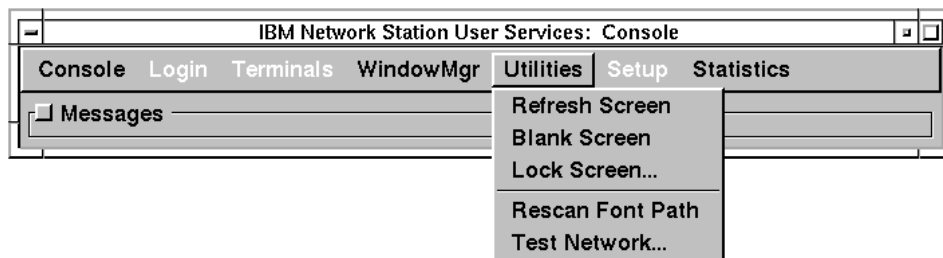 IBM Network Station User Services: Console
Console Login Terminals WindowMgr Utilities Setup Statistics
Messages
Refresh Screen
Blank Screen
Lock Screen...
Rescan Font Path
Test Network...